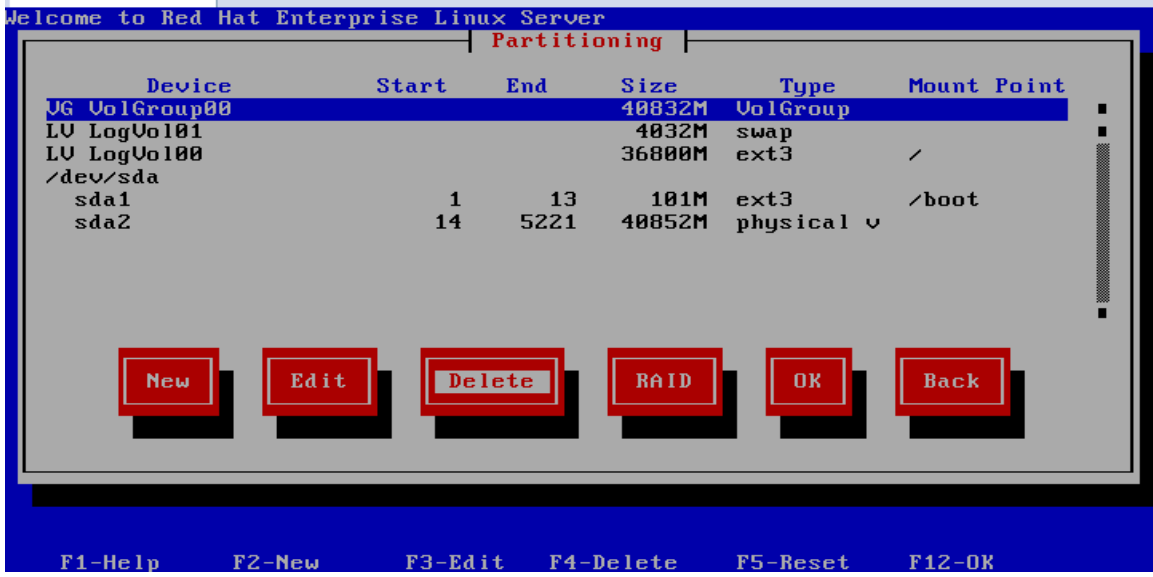 Welcome to Red Hat Enterprise Linux Server
Partitioning
Device Start End Size Type Mount Point
VG VolGroup00 40832M VolGroup
LV LogVol01 4032M swap
LV LogVol00 36800M ext3 /
/dev/sda
sda1 1 13 101M ext3 /boot
sda2 14 5221 40852M physical v
New Edit Delete RAID OK Back
F1-Help F2-New F3-Edit F4-Delete F5-Reset F12-OK